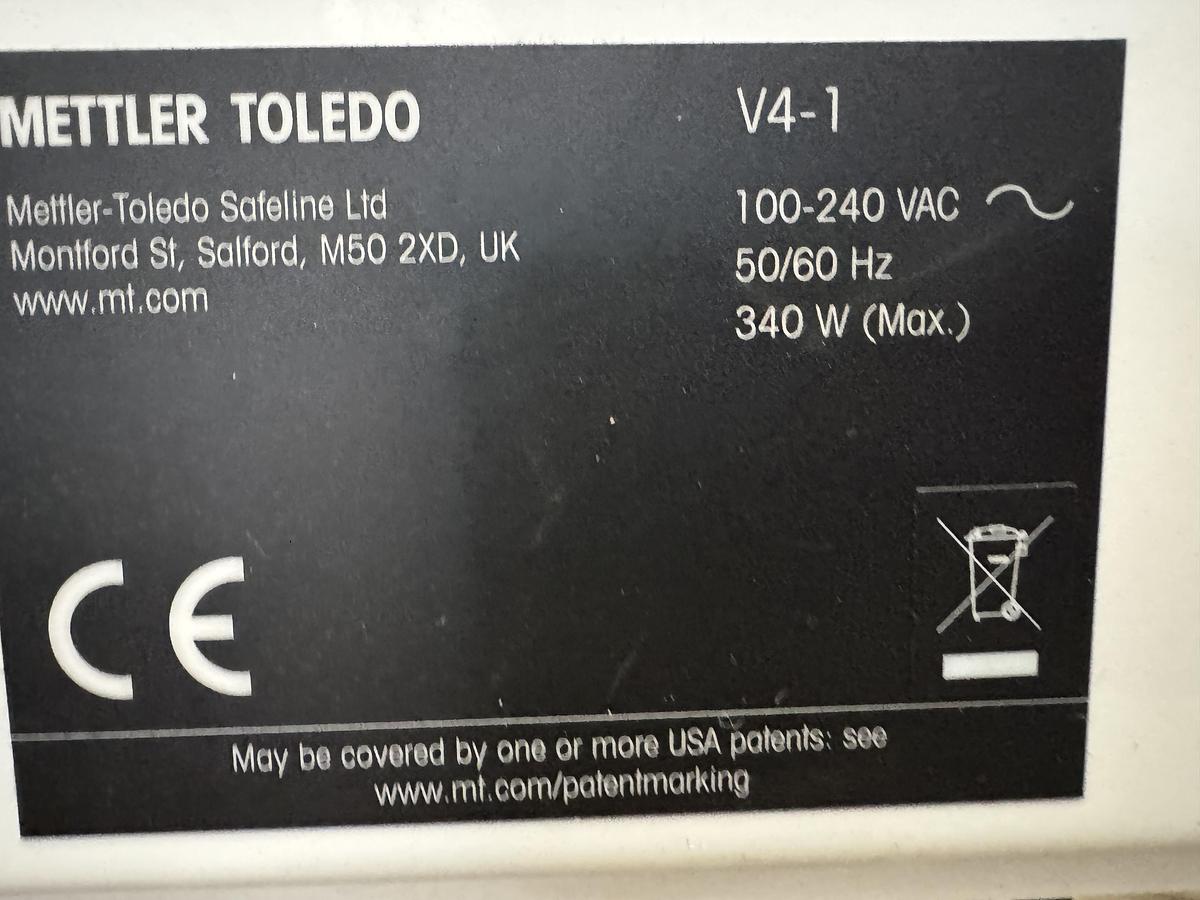 METTLER TOLEDO
Mettler-Toledo Safeline Ltd
Montford St, Salford, M50 2XD, UK
www.mt.com
V4-1
100-240 VAC
50/60 Hz
340 W (Max.)
CE
May be covered by one or more USA patents: see
www.mt.com/patentmarking